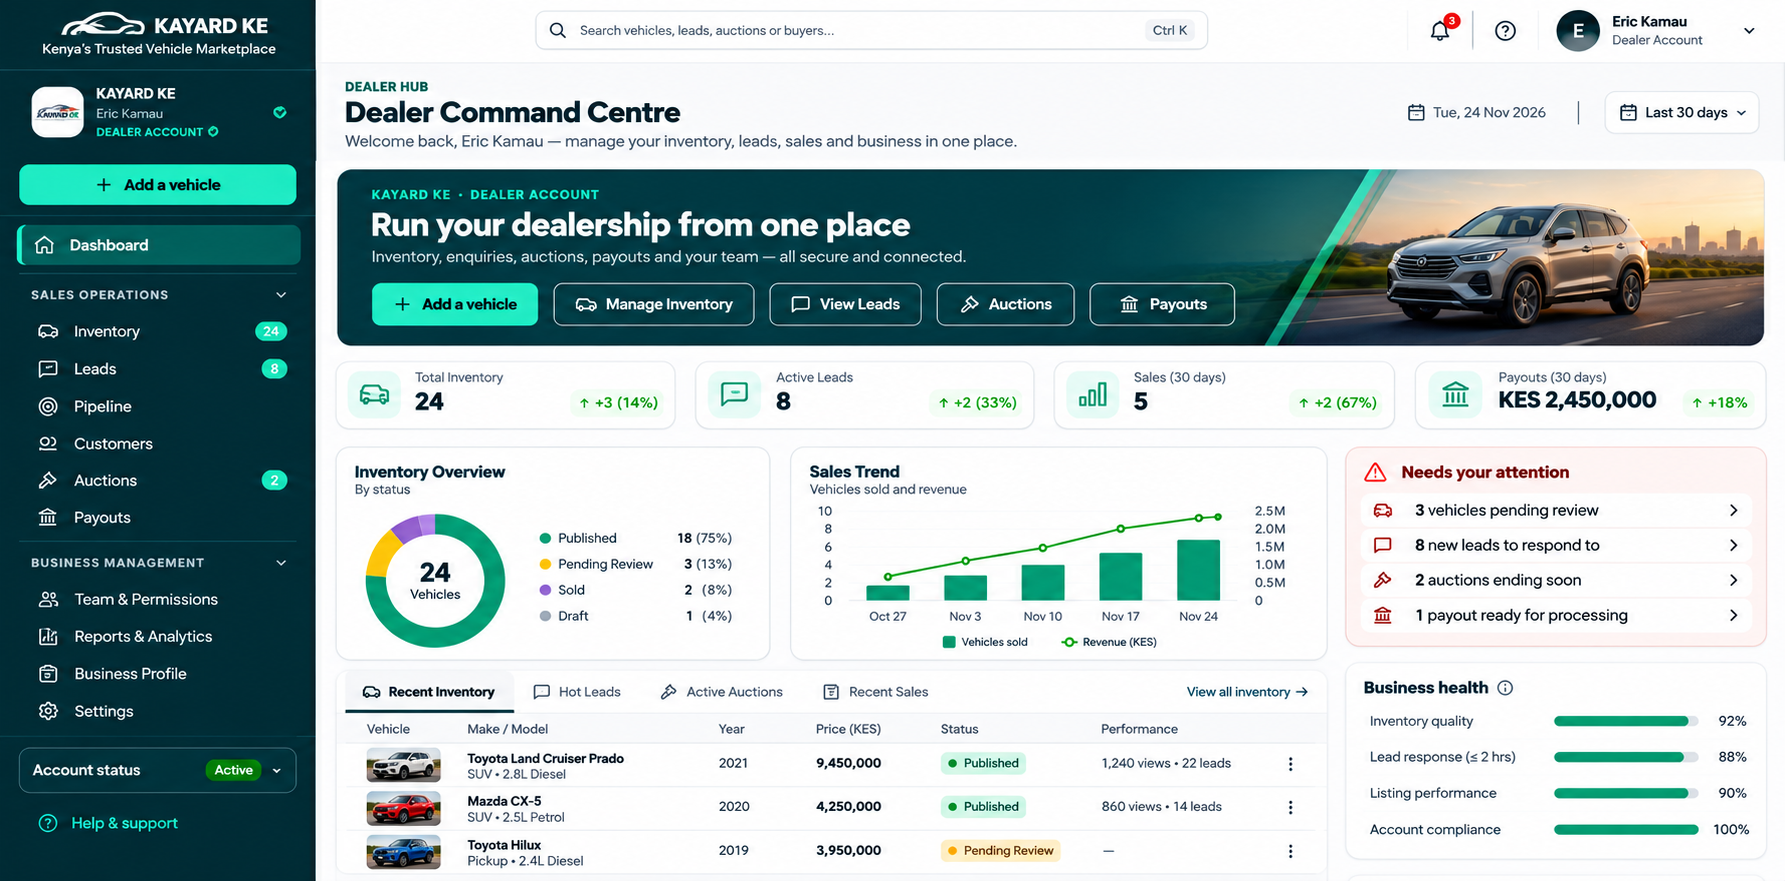 KAYARD KE
Kenya's Trusted Vehicle Marketplace
KAYARD KE
KAYARD KE
Eric Kamau
DEALER ACCOUNT
+ Add a vehicle
Dashboard
SALES OPERATIONS
Inventory 24
Leads 8
Pipeline
Customers
Auctions 2
Payouts
BUSINESS MANAGEMENT
Team & Permissions
Reports & Analytics
Business Profile
Settings
Account status Active
Help & support
Search vehicles, leads, auctions or buyers... Ctrl K
3
E
Eric Kamau
Dealer Account
DEALER HUB
Dealer Command Centre
Welcome back, Eric Kamau — manage your inventory, leads, sales and business in one place.
Tue, 24 Nov 2026
Last 30 days
KAYARD KE · DEALER ACCOUNT
Run your dealership from one place
Inventory, enquiries, auctions, payouts and your team — all secure and connected.
+ Add a vehicle
Manage Inventory
View Leads
Auctions
Payouts
Total Inventory
24
↑ +3 (14%)
Active Leads
8
↑ +2 (33%)
Sales (30 days)
5
↑ +2 (67%)
Payouts (30 days)
KES 2,450,000
↑ +18%
Inventory Overview
By status
24
Vehicles
Published 18 (75%)
Pending Review 3 (13%)
Sold 2 (8%)
Draft 1 (4%)
Sales Trend
Vehicles sold and revenue
10 2.5M
8 2.0M
6 1.5M
4 1.0M
2 0.5M
0 0
Oct 27 Nov 3 Nov 10 Nov 17 Nov 24
Vehicles sold Revenue (KES)
Needs your attention
3 vehicles pending review
8 new leads to respond to
2 auctions ending soon
1 payout ready for processing
Recent Inventory Hot Leads Active Auctions Recent Sales View all inventory →
Vehicle Make / Model Year Price (KES) Status Performance
Toyota Land Cruiser Prado
SUV • 2.8L Diesel
2021 9,450,000 Published 1,240 views • 22 leads
Mazda CX-5
SUV • 2.5L Petrol
2020 4,250,000 Published 860 views • 14 leads
Toyota Hilux
Pickup • 2.4L Diesel
2019 3,950,000 Pending Review —
Business health
Inventory quality 92%
Lead response (≤ 2 hrs) 88%
Listing performance 90%
Account compliance 100%